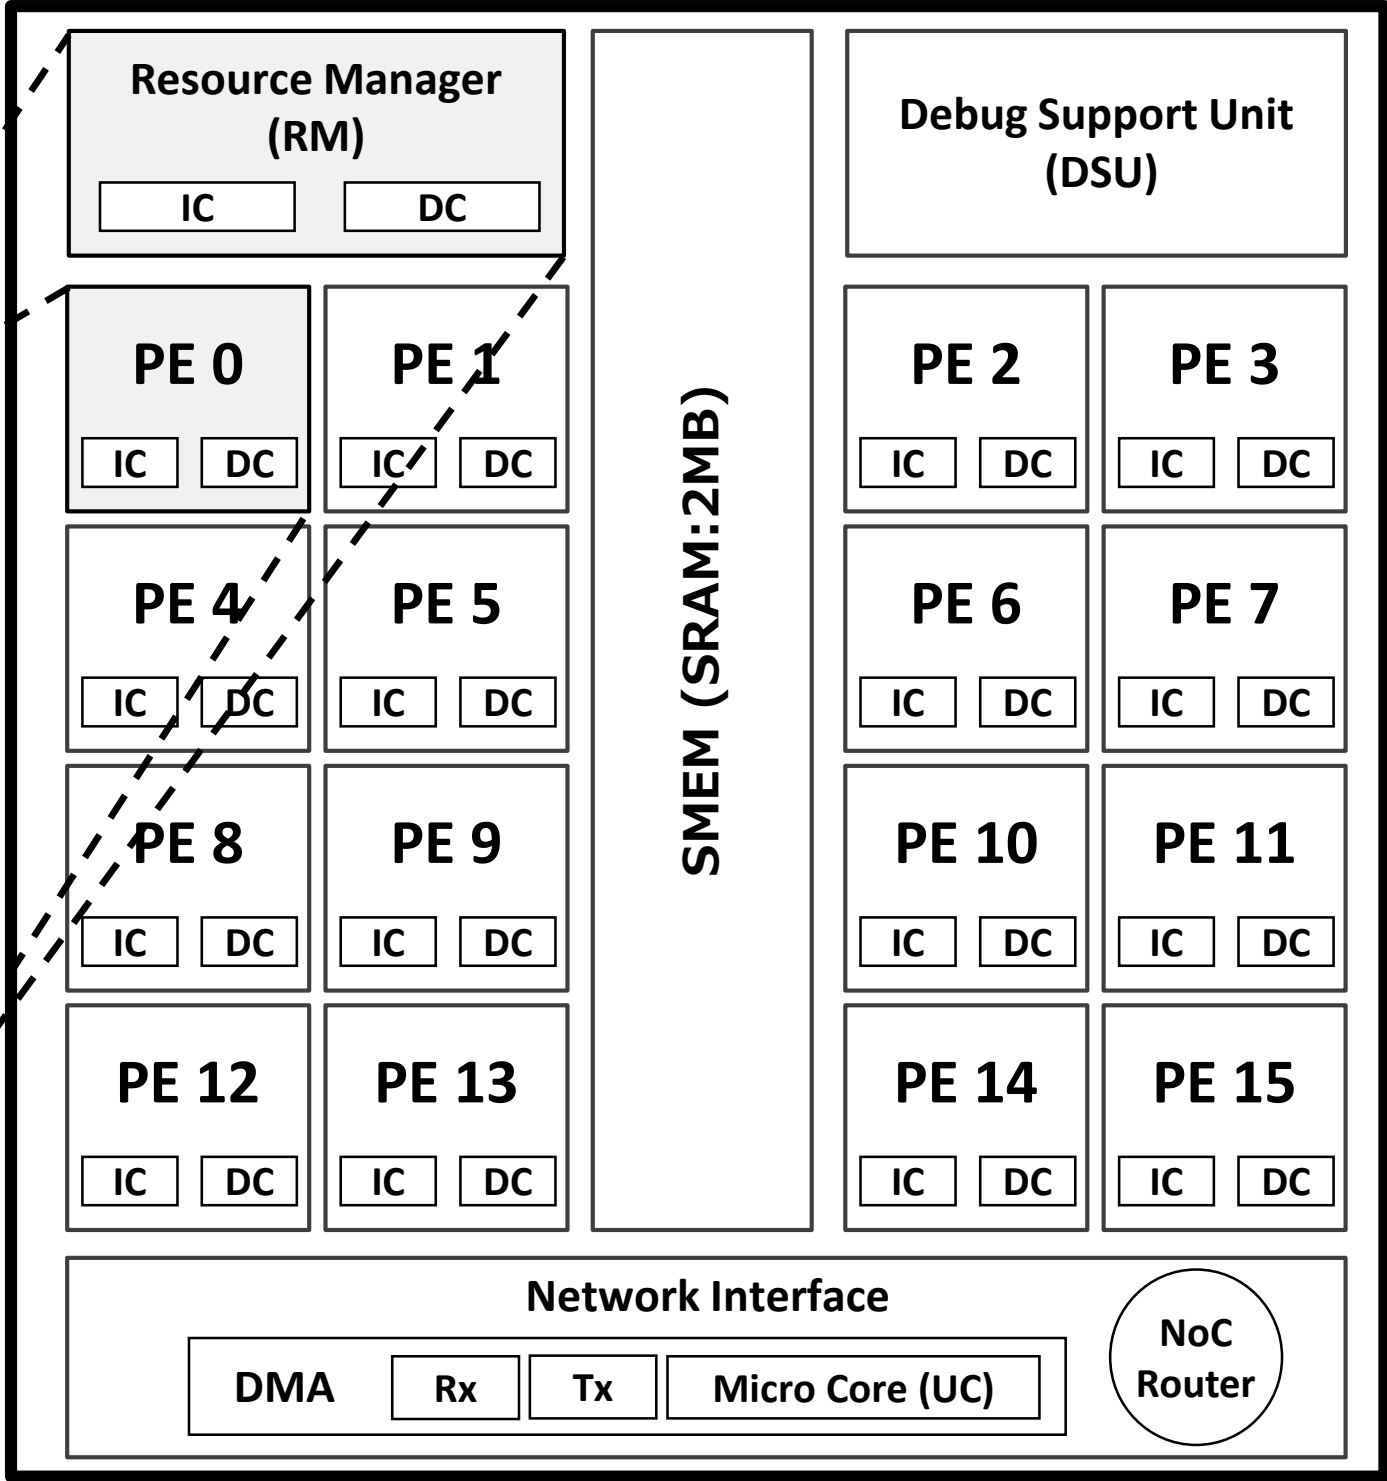 Resource Manager
(RM)
IC DC
Debug Support Unit
(DSU)
PE 0 PE 1
IC DC IC DC
PE 2 PE 3
IC DC IC DC
PE 4 PE 5
IC DC IC DC
PE 6 PE 7
IC DC IC DC
PE 8 PE 9
IC DC IC DC
PE 10 PE 11
IC DC IC DC
PE 12 PE 13
IC DC IC DC
PE 14 PE 15
IC DC IC DC
SMEM (SRAM:2MB)
Network Interface
DMA Rx Tx Micro Core (UC)
NoC
Router